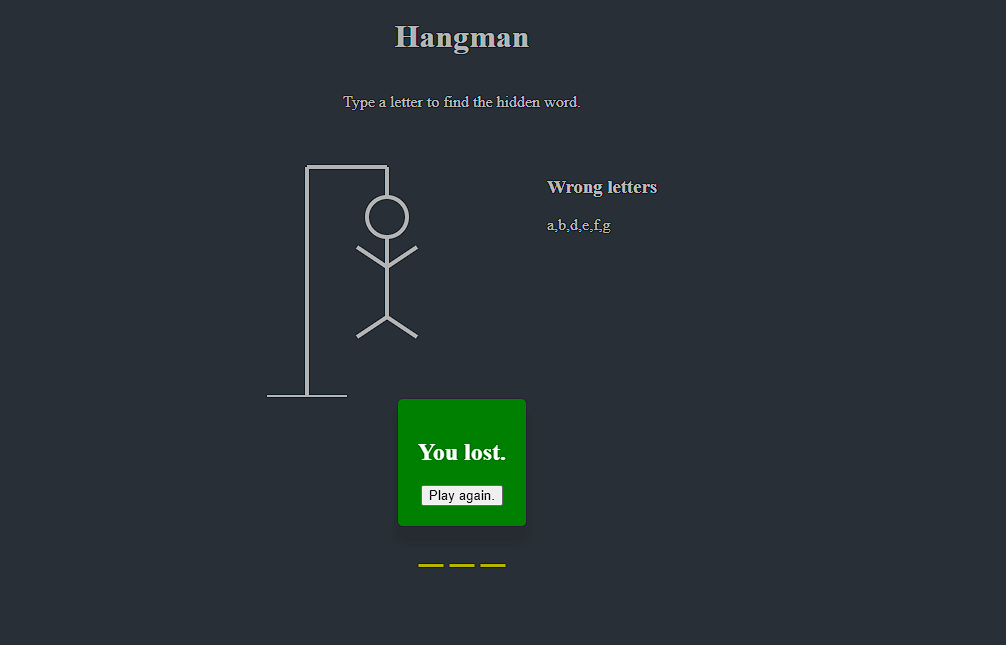 Hangman
Type a letter to find the hidden word.
Wrong letters
a,b,d,e,f,g
You lost.
Play again.